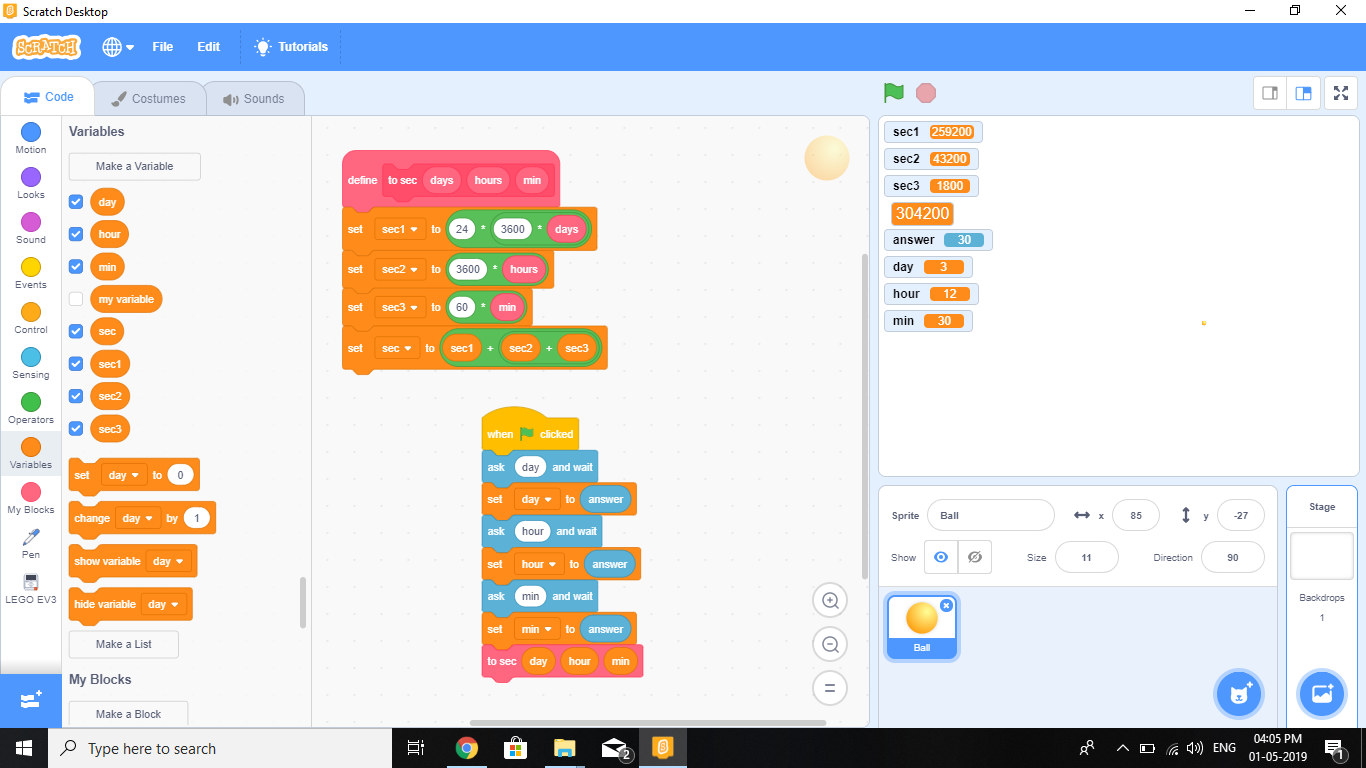 Scratch Desktop
SCRATCH File Edit Tutorials
Code Costumes Sounds
Motion
Looks
Sound
Events
Control
Sensing
Operators
Variables
My Blocks
Pen
LEGO EV3
Variables
Make a Variable
day
hour
min
my variable
sec
sec1
sec2
sec3
set day to 0
change day by 1
show variable day
hide variable day
Make a List
My Blocks
Make a Block
define to sec days hours min
set sec1 to 24 * 3600 * days
set sec2 to 3600 * hours
set sec3 to 60 * min
set sec to sec1 + sec2 + sec3
when clicked
ask day and wait
set day to answer
ask hour and wait
set hour to answer
ask min and wait
set min to answer
to sec day hour min
sec1 259200
sec2 43200
sec3 1800
304200
answer 30
day 3
hour 12
min 30
Sprite Ball x 85 y -27
Show Size 11 Direction 90
Ball
Stage
Backdrops
1
Type here to search
2
ENG
04:05 PM
01-05-2019
1